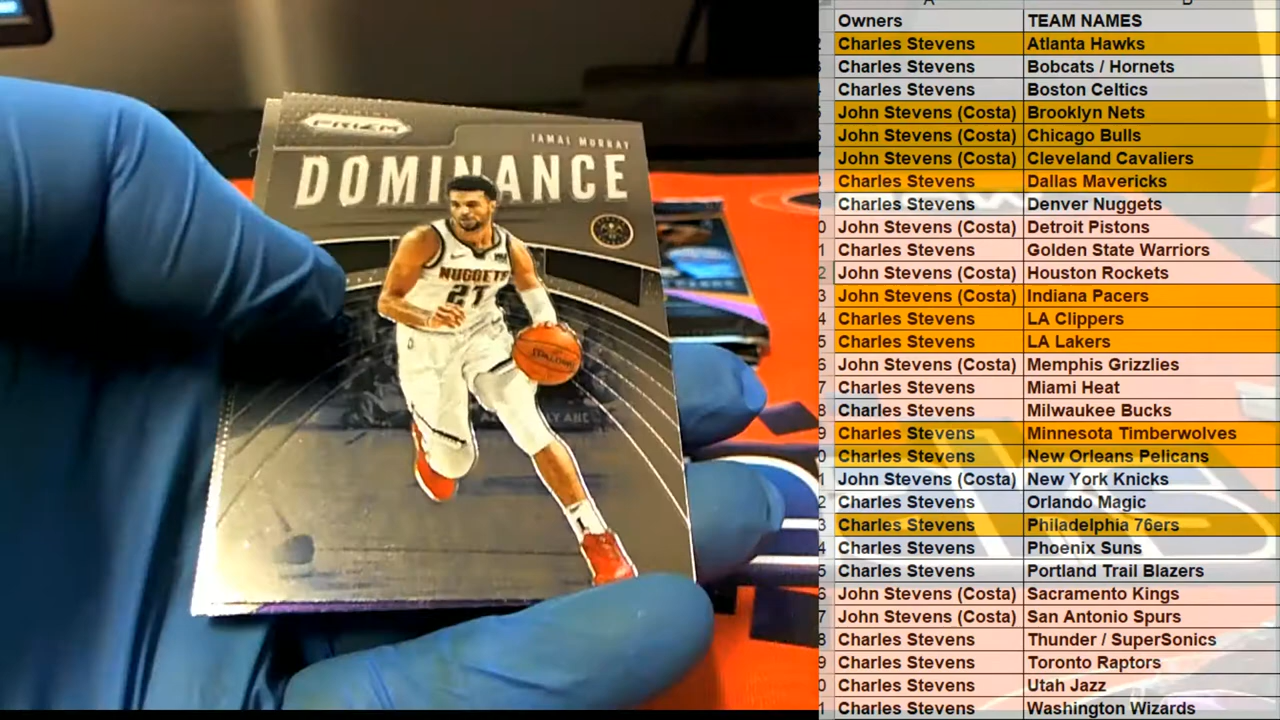 PRIZM
JAMAL MURRAY
DOMINANCE
NUGGETS
21
SPALDING
Owners TEAM NAMES
Charles Stevens Atlanta Hawks
Charles Stevens Bobcats / Hornets
Charles Stevens Boston Celtics
John Stevens (Costa) Brooklyn Nets
John Stevens (Costa) Chicago Bulls
John Stevens (Costa) Cleveland Cavaliers
Charles Stevens Dallas Mavericks
Charles Stevens Denver Nuggets
John Stevens (Costa) Detroit Pistons
Charles Stevens Golden State Warriors
John Stevens (Costa) Houston Rockets
John Stevens (Costa) Indiana Pacers
Charles Stevens LA Clippers
Charles Stevens LA Lakers
John Stevens (Costa) Memphis Grizzlies
Charles Stevens Miami Heat
Charles Stevens Milwaukee Bucks
Charles Stevens Minnesota Timberwolves
Charles Stevens New Orleans Pelicans
John Stevens (Costa) New York Knicks
Charles Stevens Orlando Magic
Charles Stevens Philadelphia 76ers
Charles Stevens Phoenix Suns
Charles Stevens Portland Trail Blazers
John Stevens (Costa) Sacramento Kings
John Stevens (Costa) San Antonio Spurs
Charles Stevens Thunder / SuperSonics
Charles Stevens Toronto Raptors
Charles Stevens Utah Jazz
Charles Stevens Washington Wizards